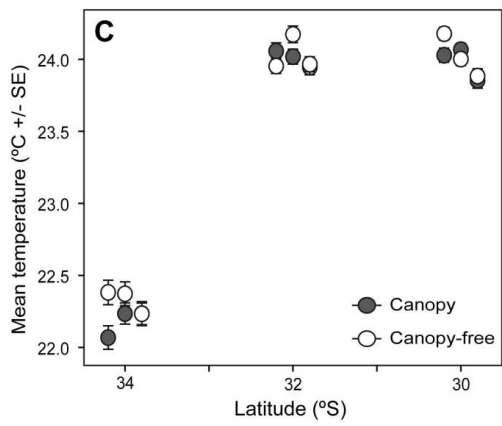 C
Mean temperature (ºC +/- SE)
24.0
23.5
23.0
22.5
22.0
Canopy
Canopy-free
34
32
30
Latitude (ºS)